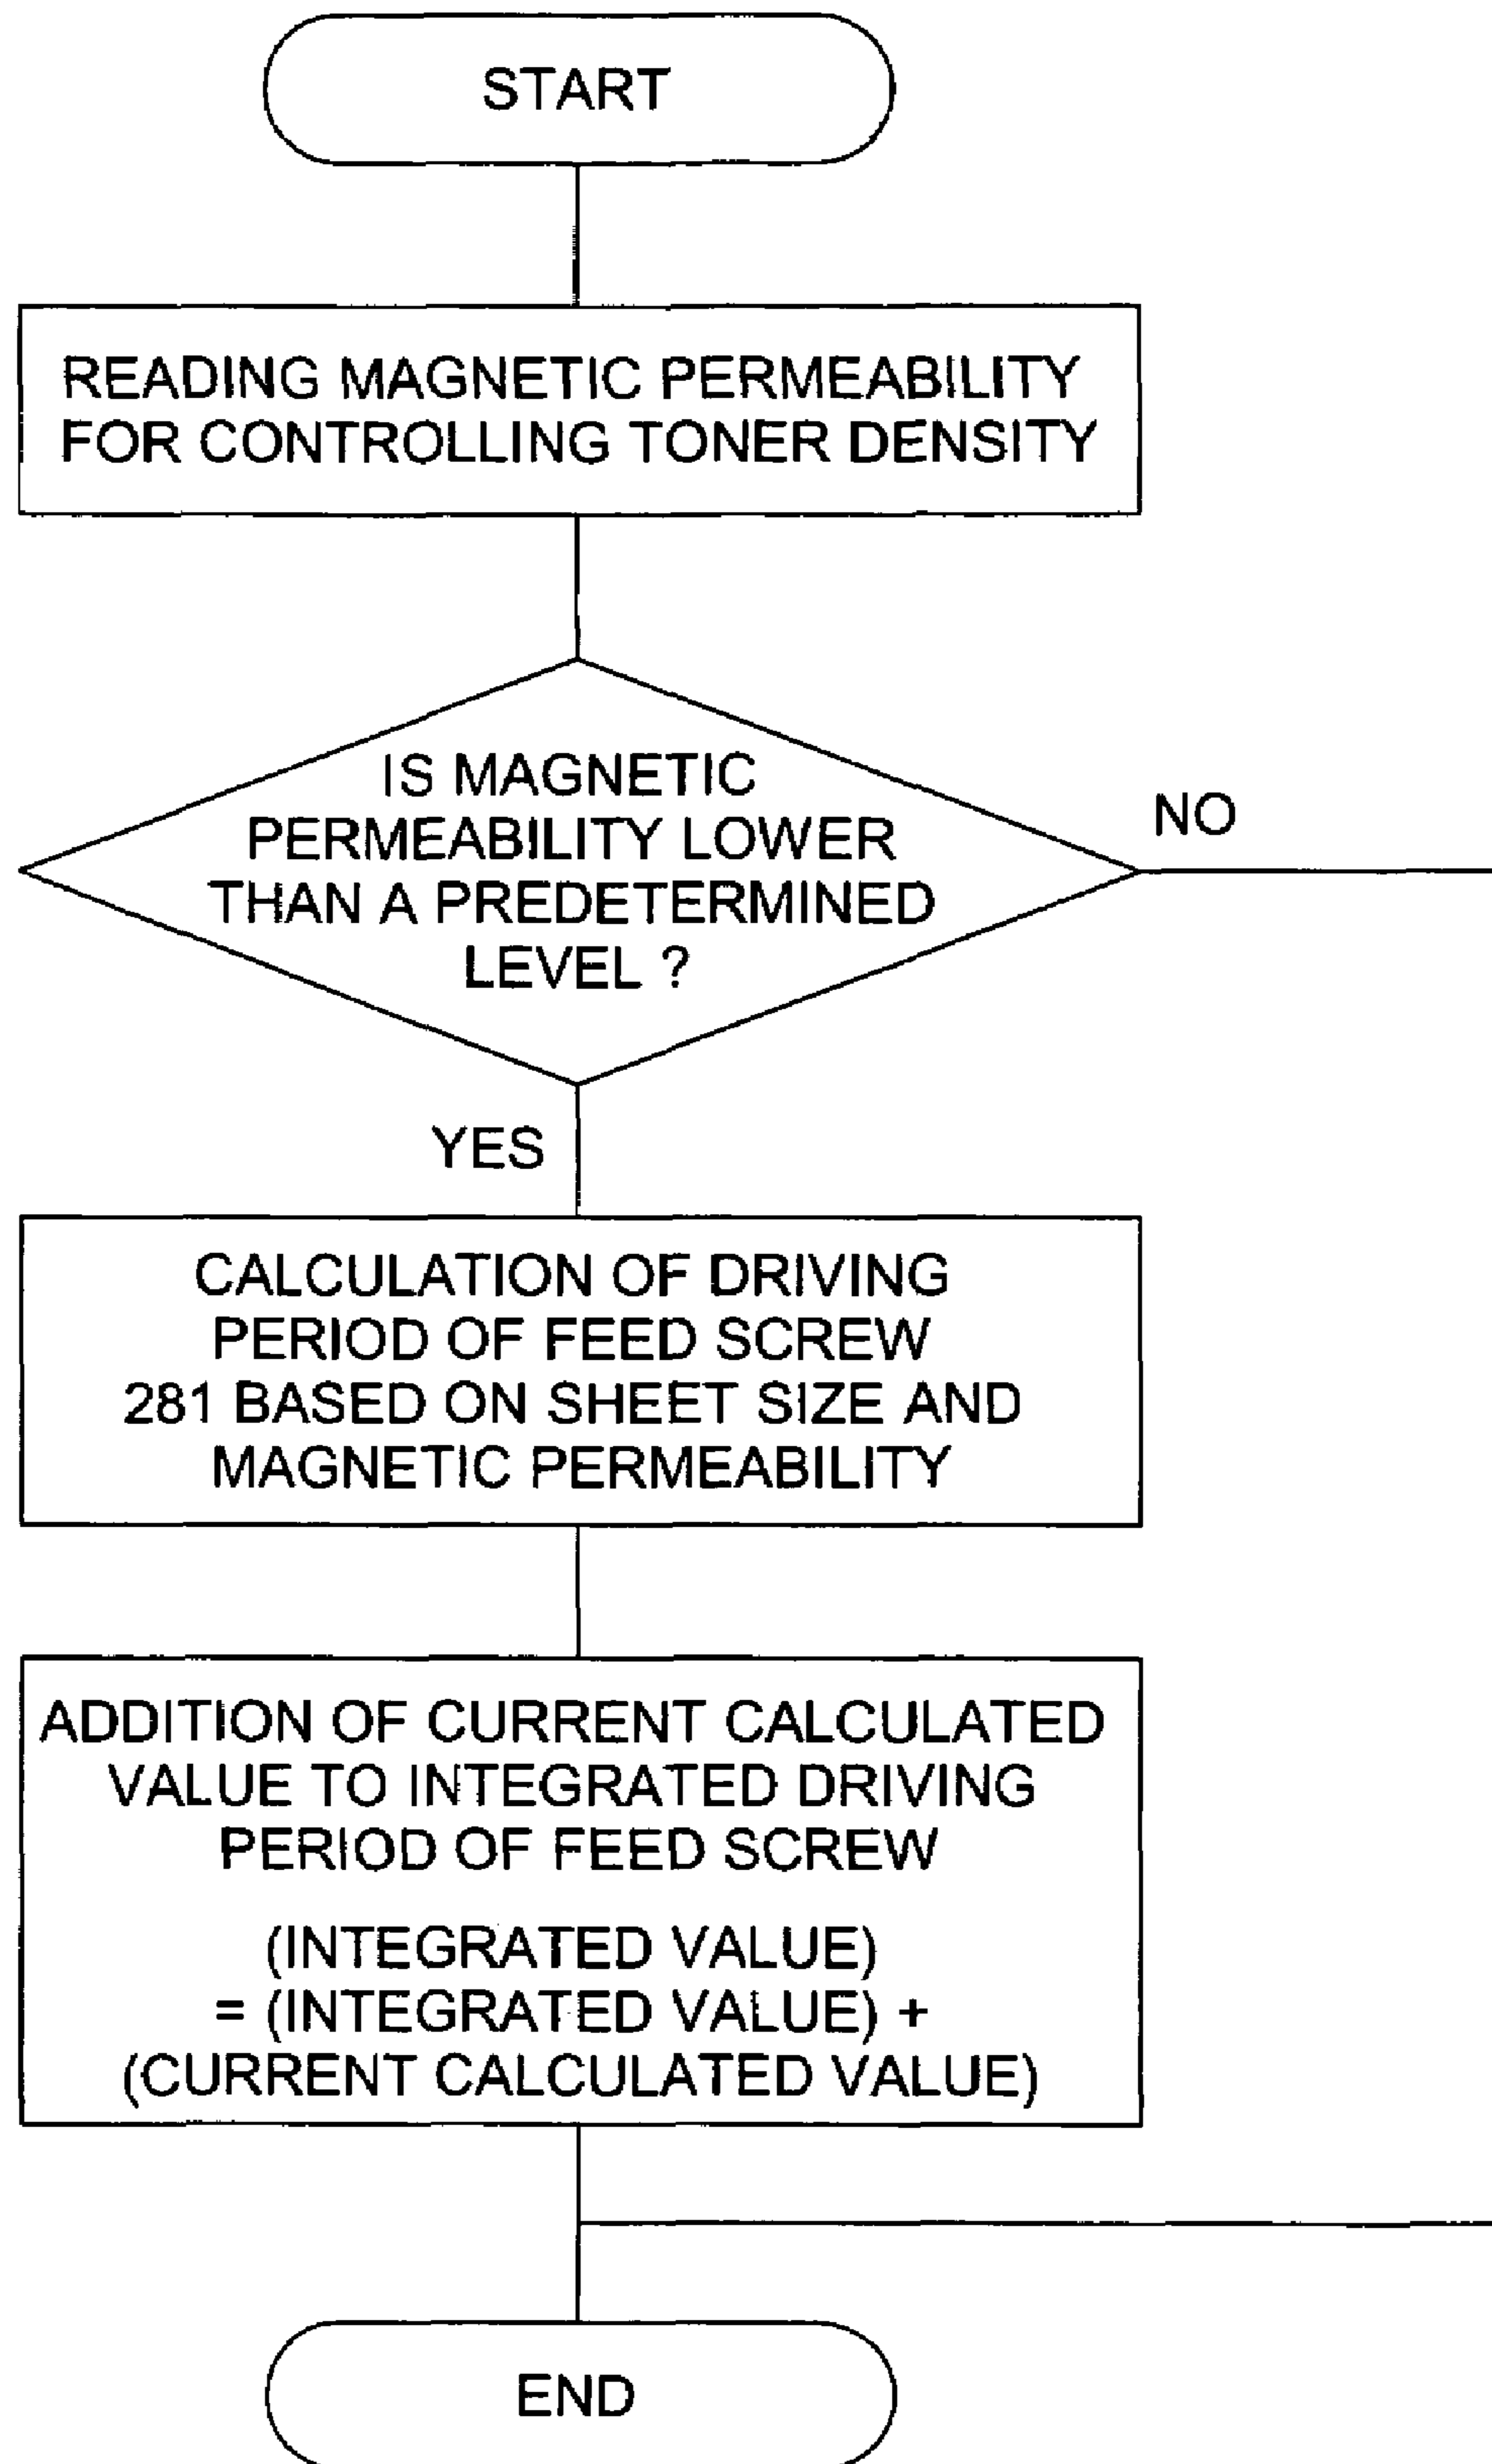 START
READING MAGNETIC PERMEABILITY
FOR CONTROLLING TONER DENSITY
IS MAGNETIC
PERMEABILITY LOWER
THAN A PREDETERMINED
LEVEL ?
NO
YES
CALCULATION OF DRIVING
PERIOD OF FEED SCREW
281 BASED ON SHEET SIZE AND
MAGNETIC PERMEABILITY
ADDITION OF CURRENT CALCULATED
VALUE TO INTEGRATED DRIVING
PERIOD OF FEED SCREW
(INTEGRATED VALUE)
= (INTEGRATED VALUE) +
(CURRENT CALCULATED VALUE)
END